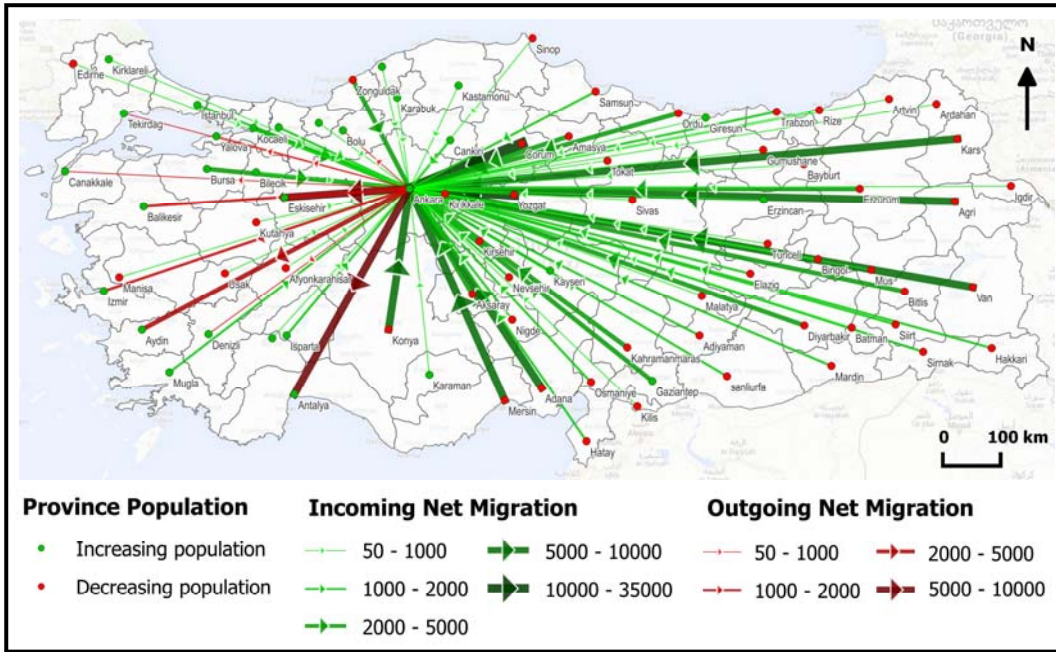 საქართველო
(Georgia)
N
Sinop
Edirne
Kirklareli
Zonguldak
Kastamonu
Karabuk
Samsun
Artvin
Ardahan
Tekirdag
Istanbul
Kocaeli
Yalova
Bolu
Cankiri
Corum
Amasya
Ordu
Giresun
Trabzon
Rize
Kars
Canakkale
Bursa
Bilecik
Tokat
Gumushane
Bayburt
Balikesir
Eskisehir
Ankara
Kirikkale
Yozgat
Sivas
Erzincan
Erzurum
Agri
Igdir
Kutahya
Kirsehir
Tunceli
Bingol
Mus
Manisa
Usak
Afyonkarahisar
Nevsehir
Kayseri
Elazig
Bitlis
Van
Izmir
Aksaray
Malatya
Aydin
Denizli
Isparta
Konya
Nigde
Kahramanmaras
Adiyaman
Diyarbakir
Batman
Siirt
Hakkari
Sirnak
Mugla
Karaman
Gaziantep
sanliurfa
Mardin
Antalya
Mersin
Adana
Osmaniye
Kilis
Hatay
0 100 km
Province Population
Increasing population
Decreasing population
Incoming Net Migration
50 - 1000
1000 - 2000
2000 - 5000
5000 - 10000
10000 - 35000
Outgoing Net Migration
50 - 1000
1000 - 2000
2000 - 5000
5000 - 10000